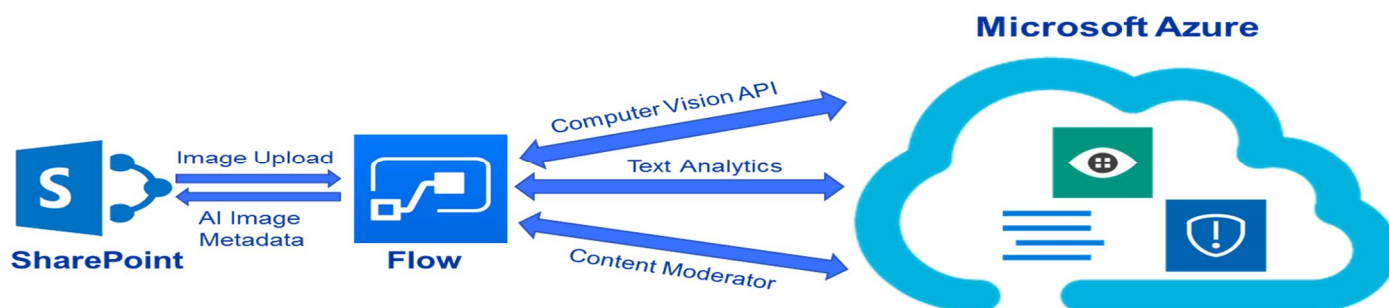 Microsoft Azure
Computer Vision API
Image Upload
Text Analytics
S
AI Image
Metadata
Content Moderator
SharePoint
Flow